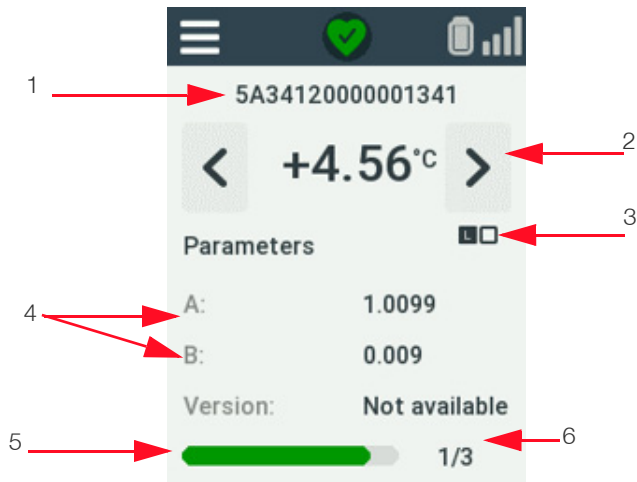 1
5A34120000001341
+4.56°C
2
L
3
Parameters
4
A: 1.0099
B: 0.009
Version: Not available
5
1/3
6